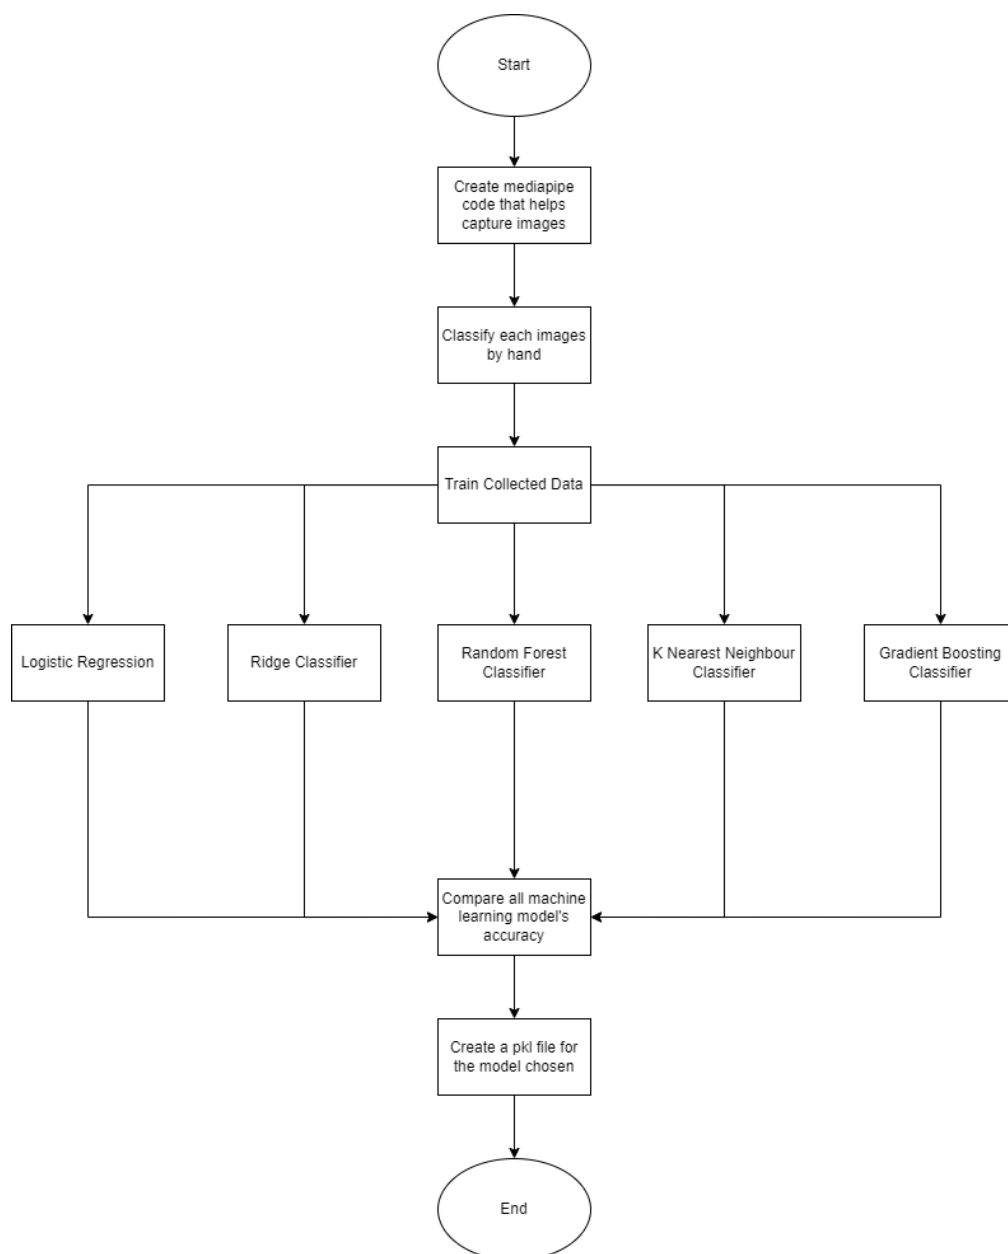 Start
Create mediapipe
code that helps
capture images
Classify each images
by hand
Train Collected Data
Logistic Regression
Ridge Classifier
Random Forest
Classifier
K Nearest Neighbour
Classifier
Gradient Boosting
Classifier
Compare all machine
learning model's
accuracy
Create a pkl file for
the model chosen
End